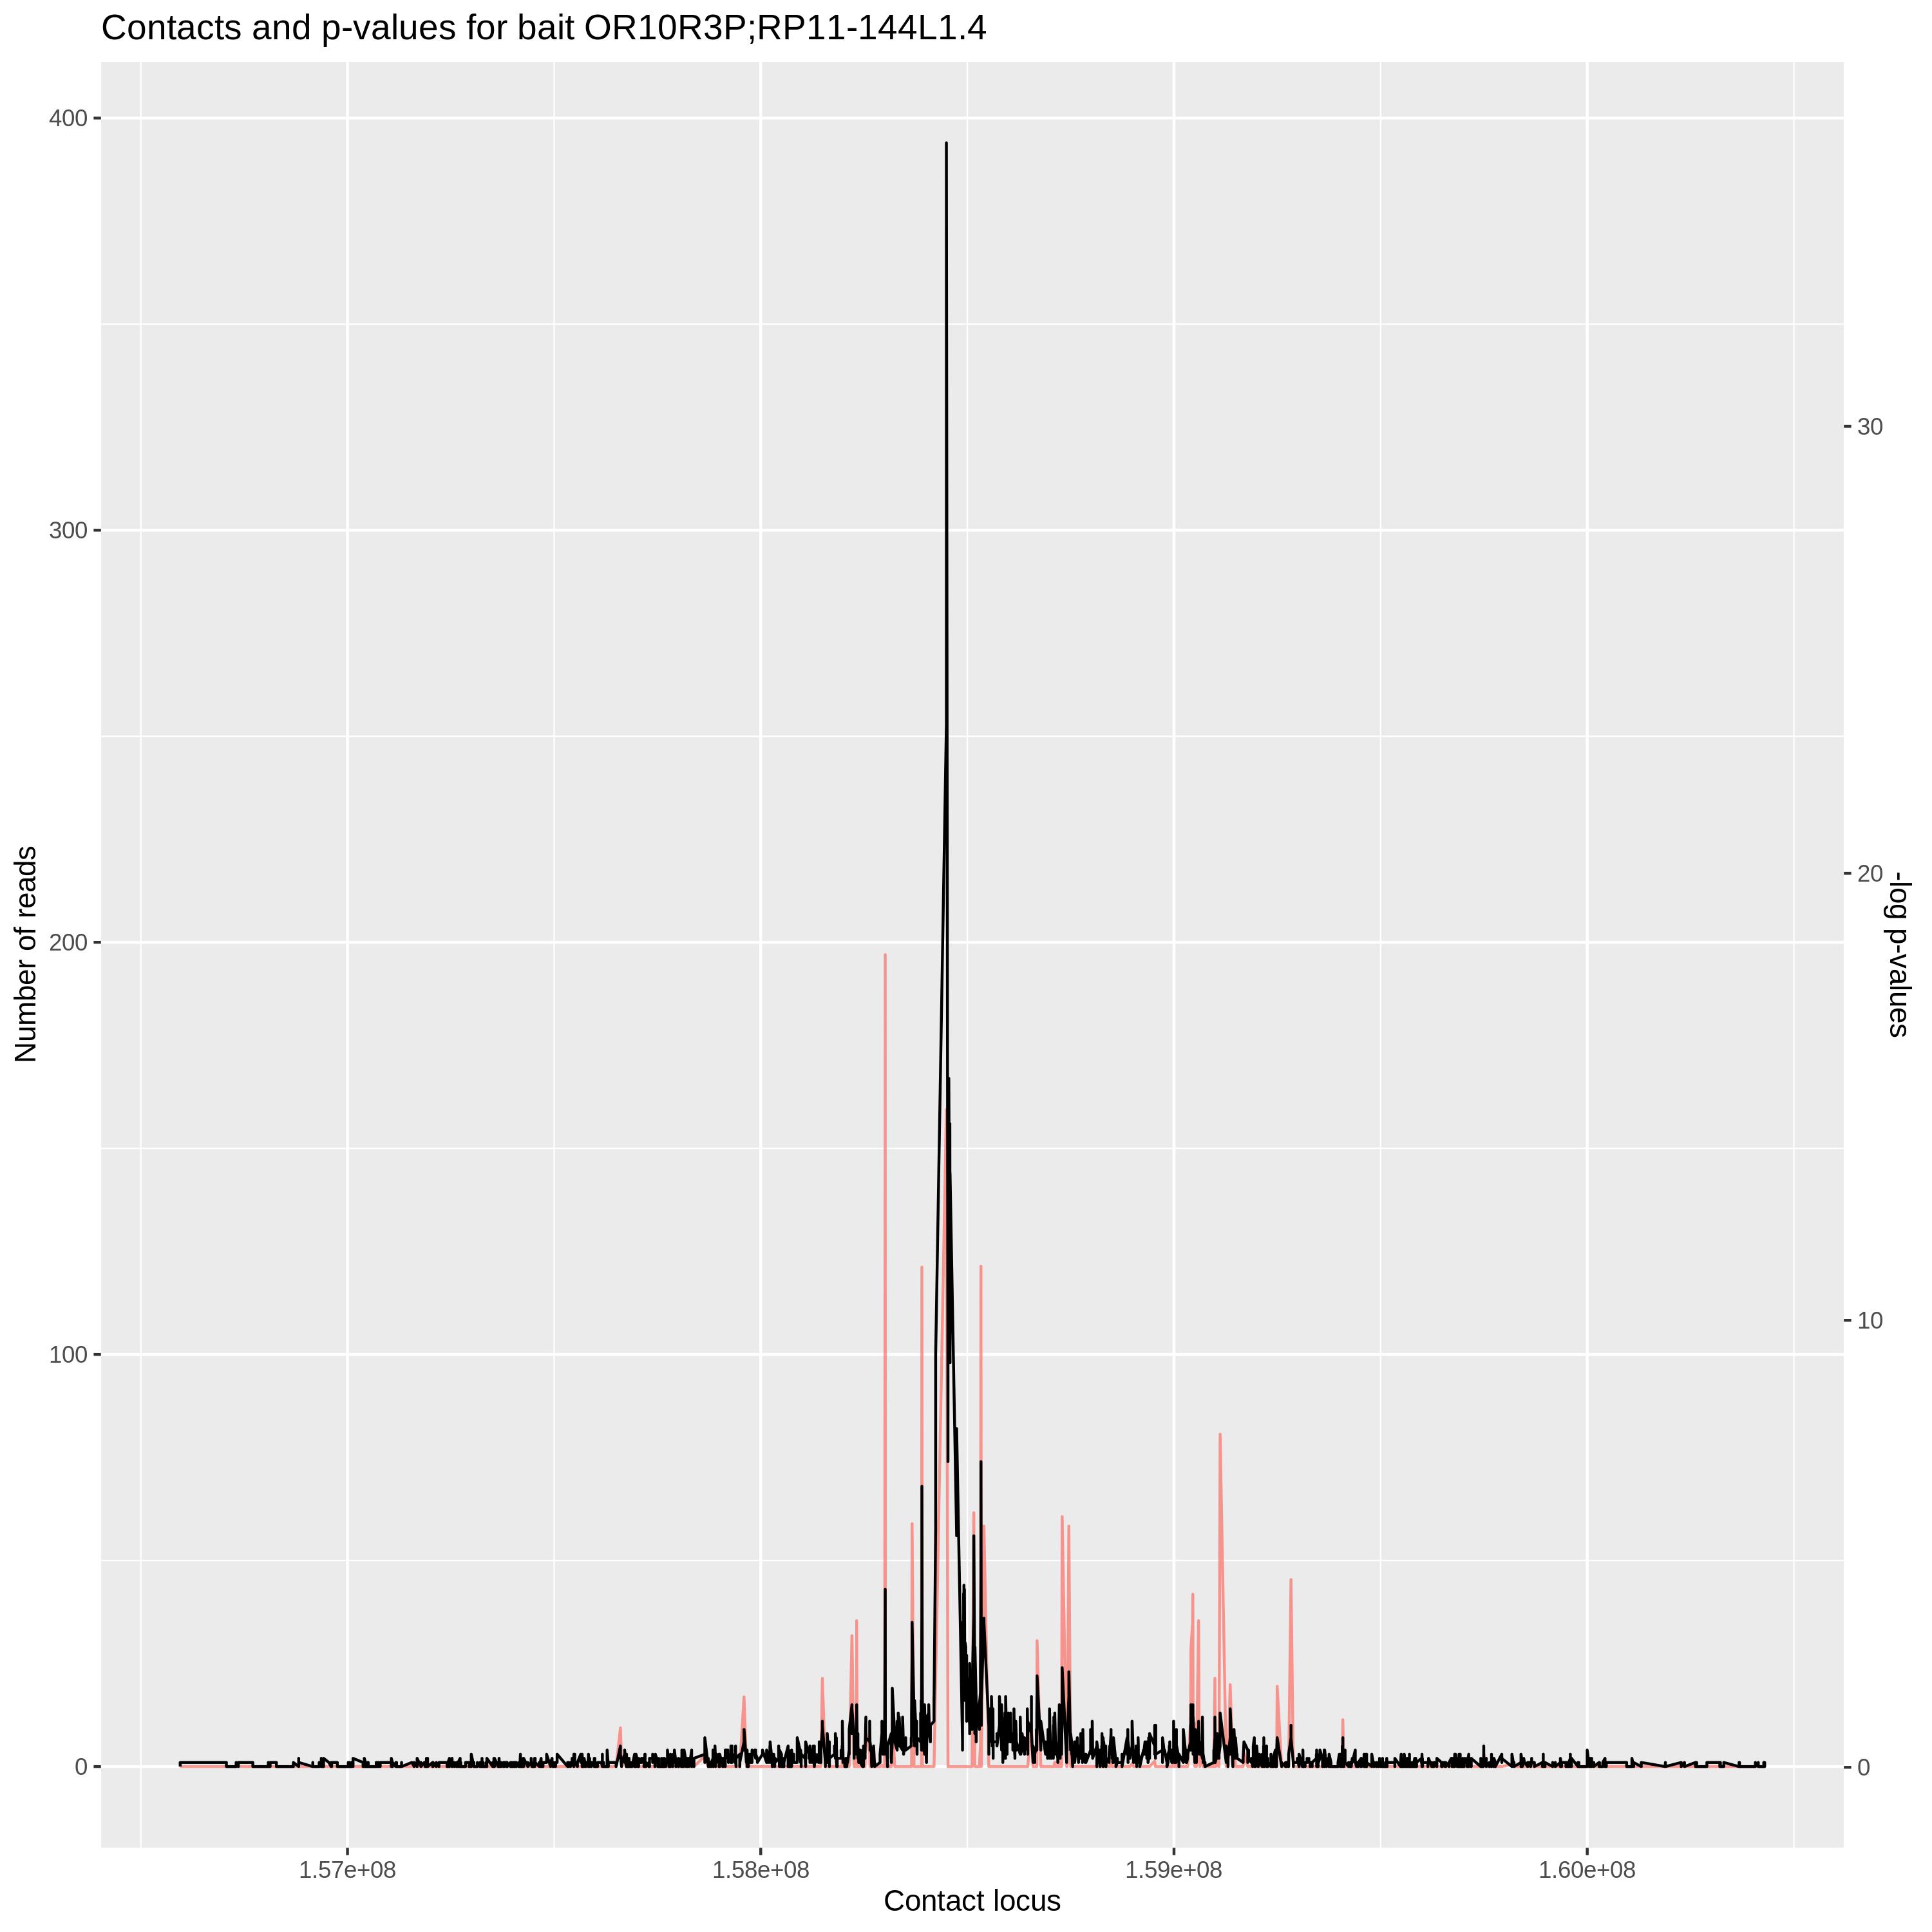 Contacts and p-values for bait OR10R3P;RP11-144L1.4
400
300
200
100
0
Number of reads
30
20
10
0
-log p-values
1.57e+08
1.58e+08
1.59e+08
1.60e+08
Contact locus